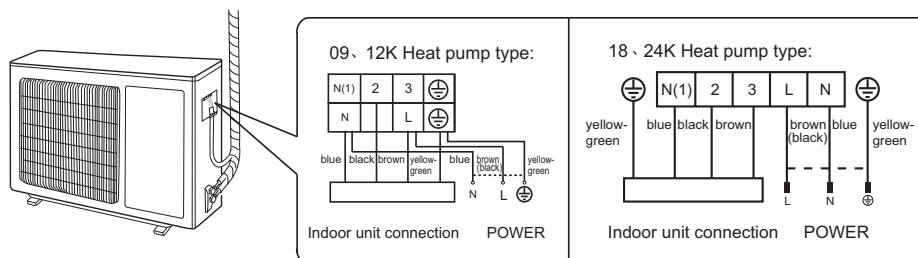 09、12K Heat pump type:
N(1) 2 3
N L
blue black brown yellow-green blue brown (black) yellow-green
N L
Indoor unit connection POWER
18、24K Heat pump type:
N(1) 2 3 L N
yellow-green blue black brown brown (black) blue yellow-green
L N
Indoor unit connection POWER